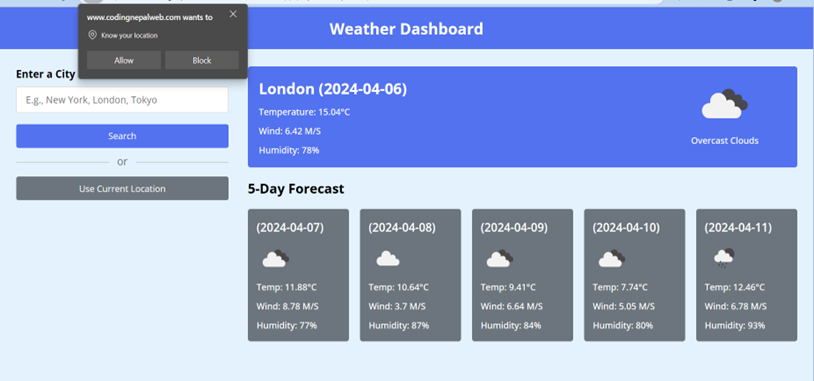 www.codingnepalweb.com wants to
Know your location
Allow
Block
Weather Dashboard
Enter a City
E.g., New York, London, Tokyo
Search
or
Use Current Location
London (2024-04-06)
Temperature: 15.04°C
Wind: 6.42 M/S
Humidity: 78%
Overcast Clouds
5-Day Forecast
(2024-04-07)
Temp: 11.88°C
Wind: 8.78 M/S
Humidity: 77%
(2024-04-08)
Temp: 10.64°C
Wind: 3.7 M/S
Humidity: 87%
(2024-04-09)
Temp: 9.41°C
Wind: 6.64 M/S
Humidity: 84%
(2024-04-10)
Temp: 7.74°C
Wind: 5.05 M/S
Humidity: 80%
(2024-04-11)
Temp: 12.46°C
Wind: 6.78 M/S
Humidity: 93%